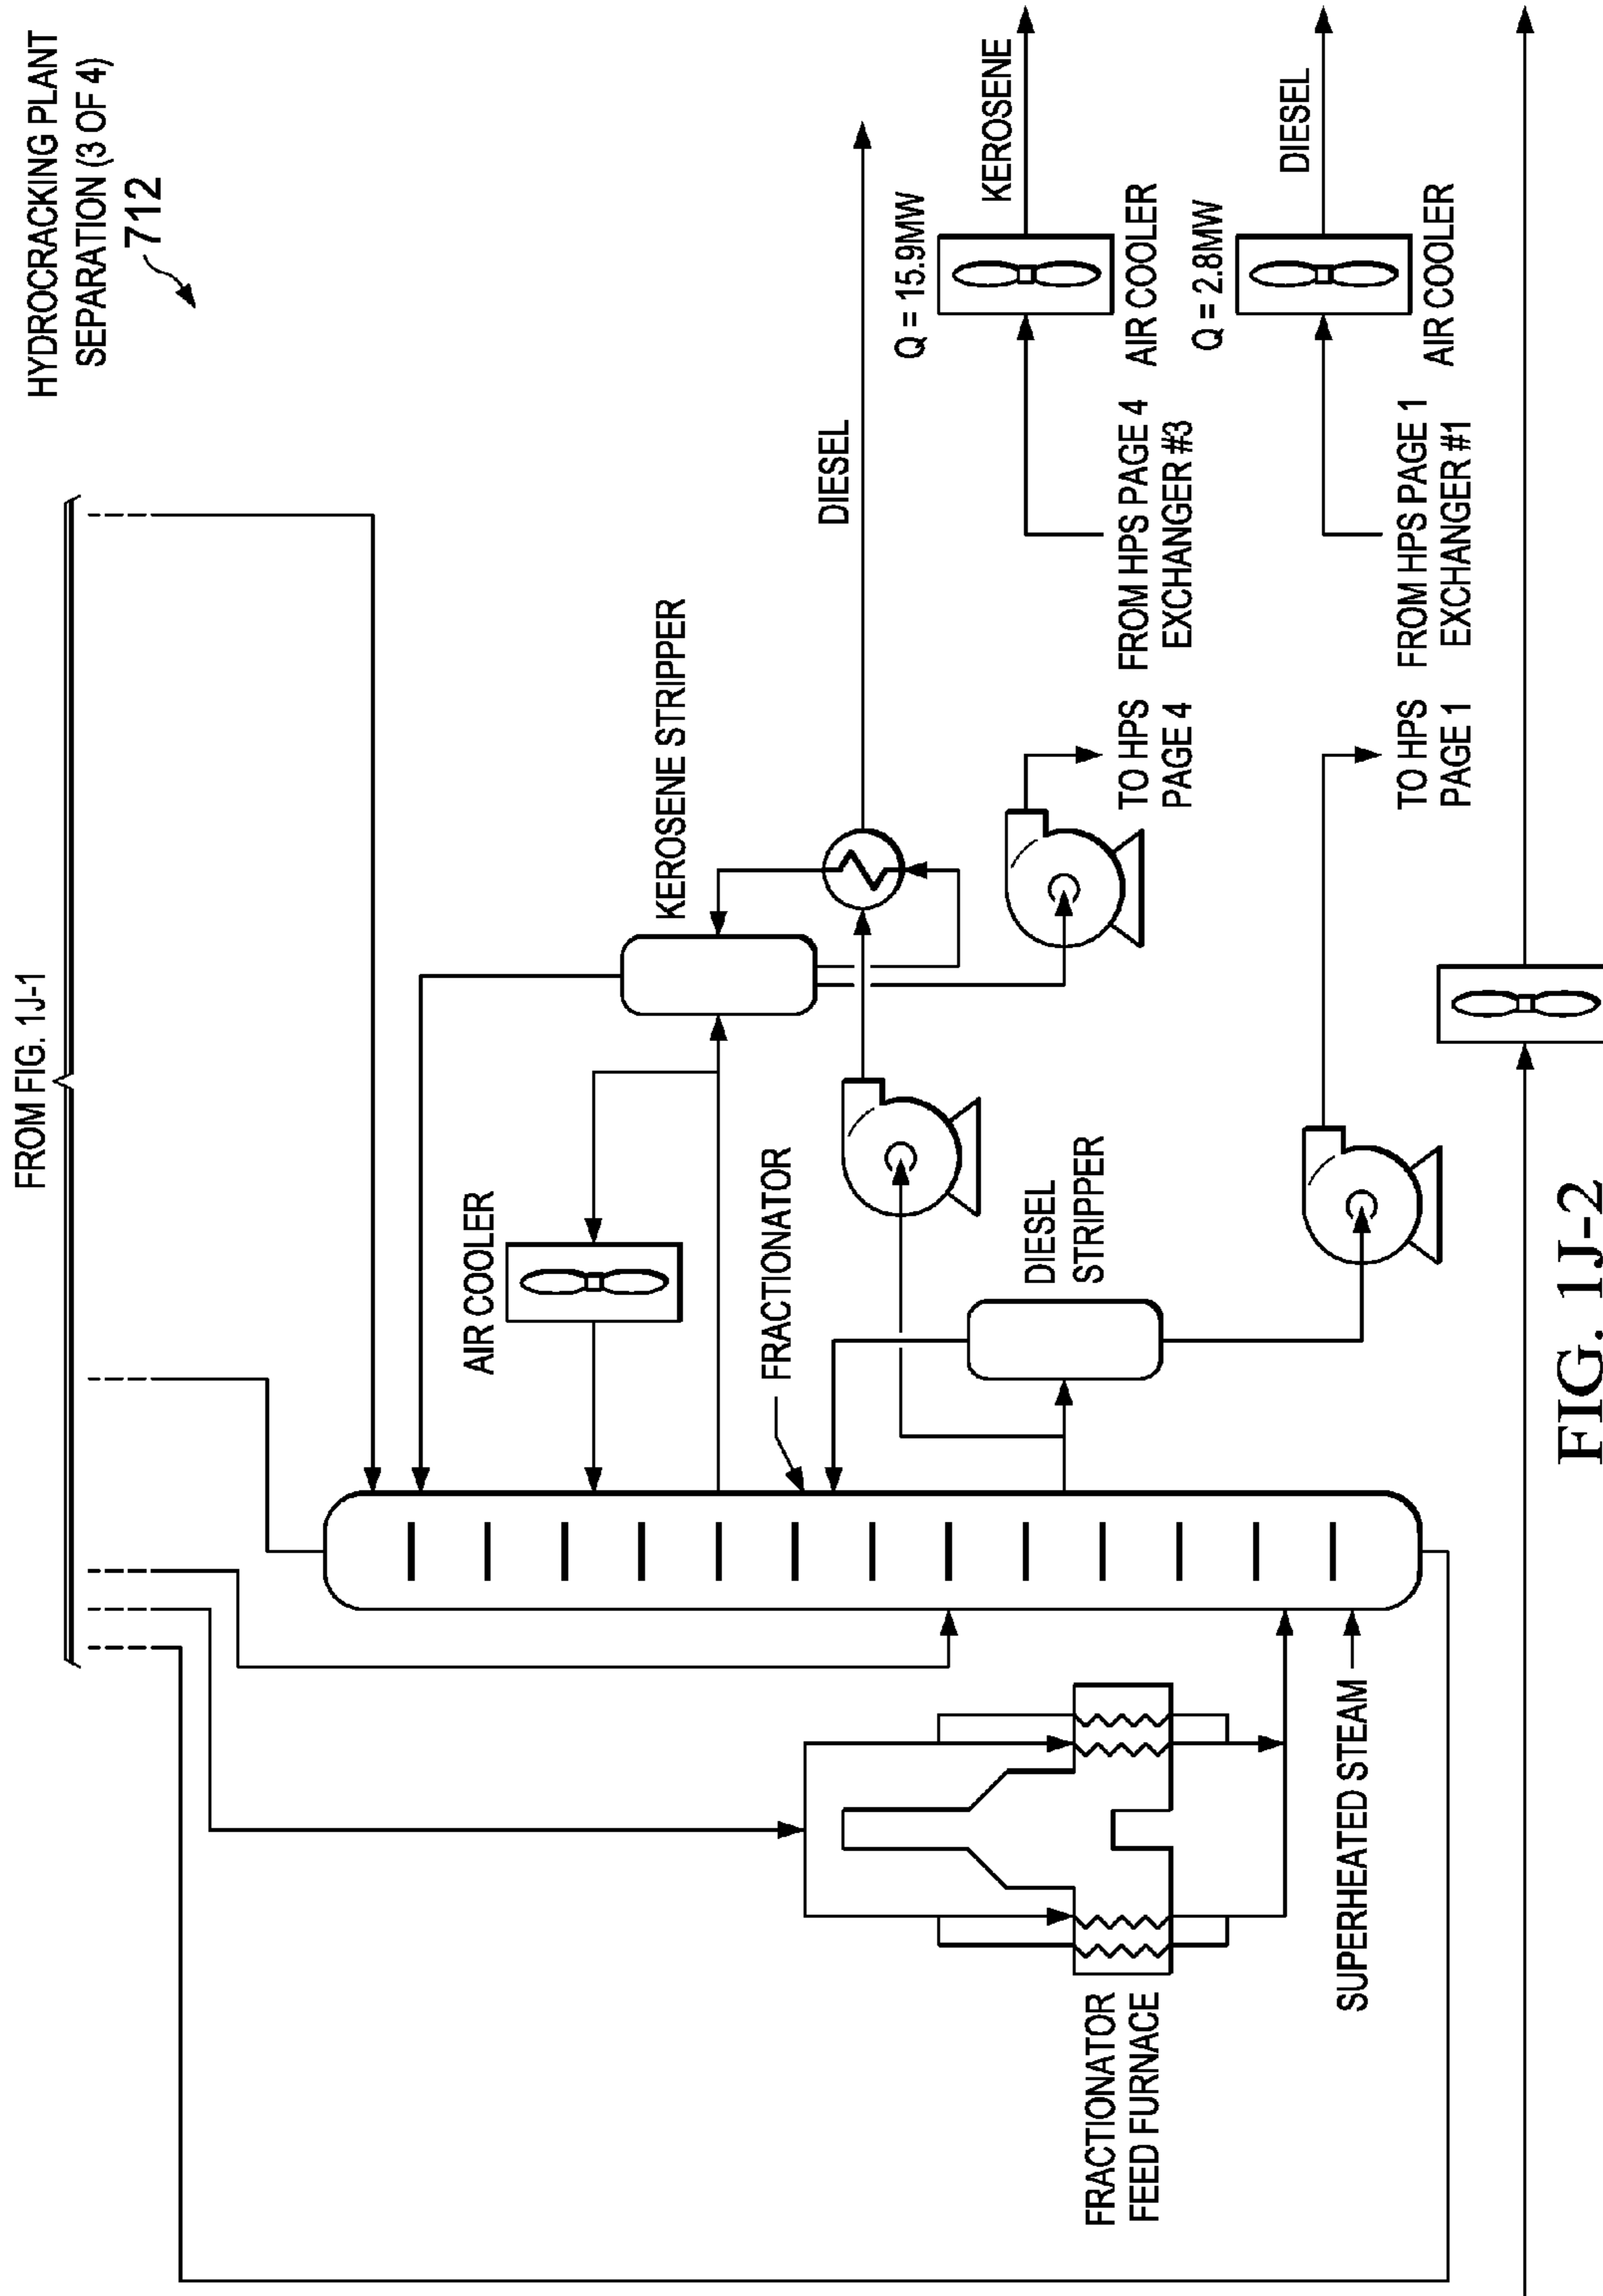 HYDROCRACKING PLANT
SEPARATION (3 OF 4)
712
FROM FIG. 1J-1
AIR COOLER
KEROSENE STRIPPER
DIESEL
Q = 15.9MW
KEROSENE
AIR COOLER
FRACTIONATOR
DIESEL
STRIPPER
TO HPS
PAGE 4
FROM HPS PAGE 4
EXCHANGER #3
Q = 2.8MW
DIESEL
AIR COOLER
FRACTIONATOR
FEED FURNACE
SUPERHEATED STEAM
TO HPS
PAGE 1
FROM HPS PAGE 1
EXCHANGER #1
FIG. 1J-2